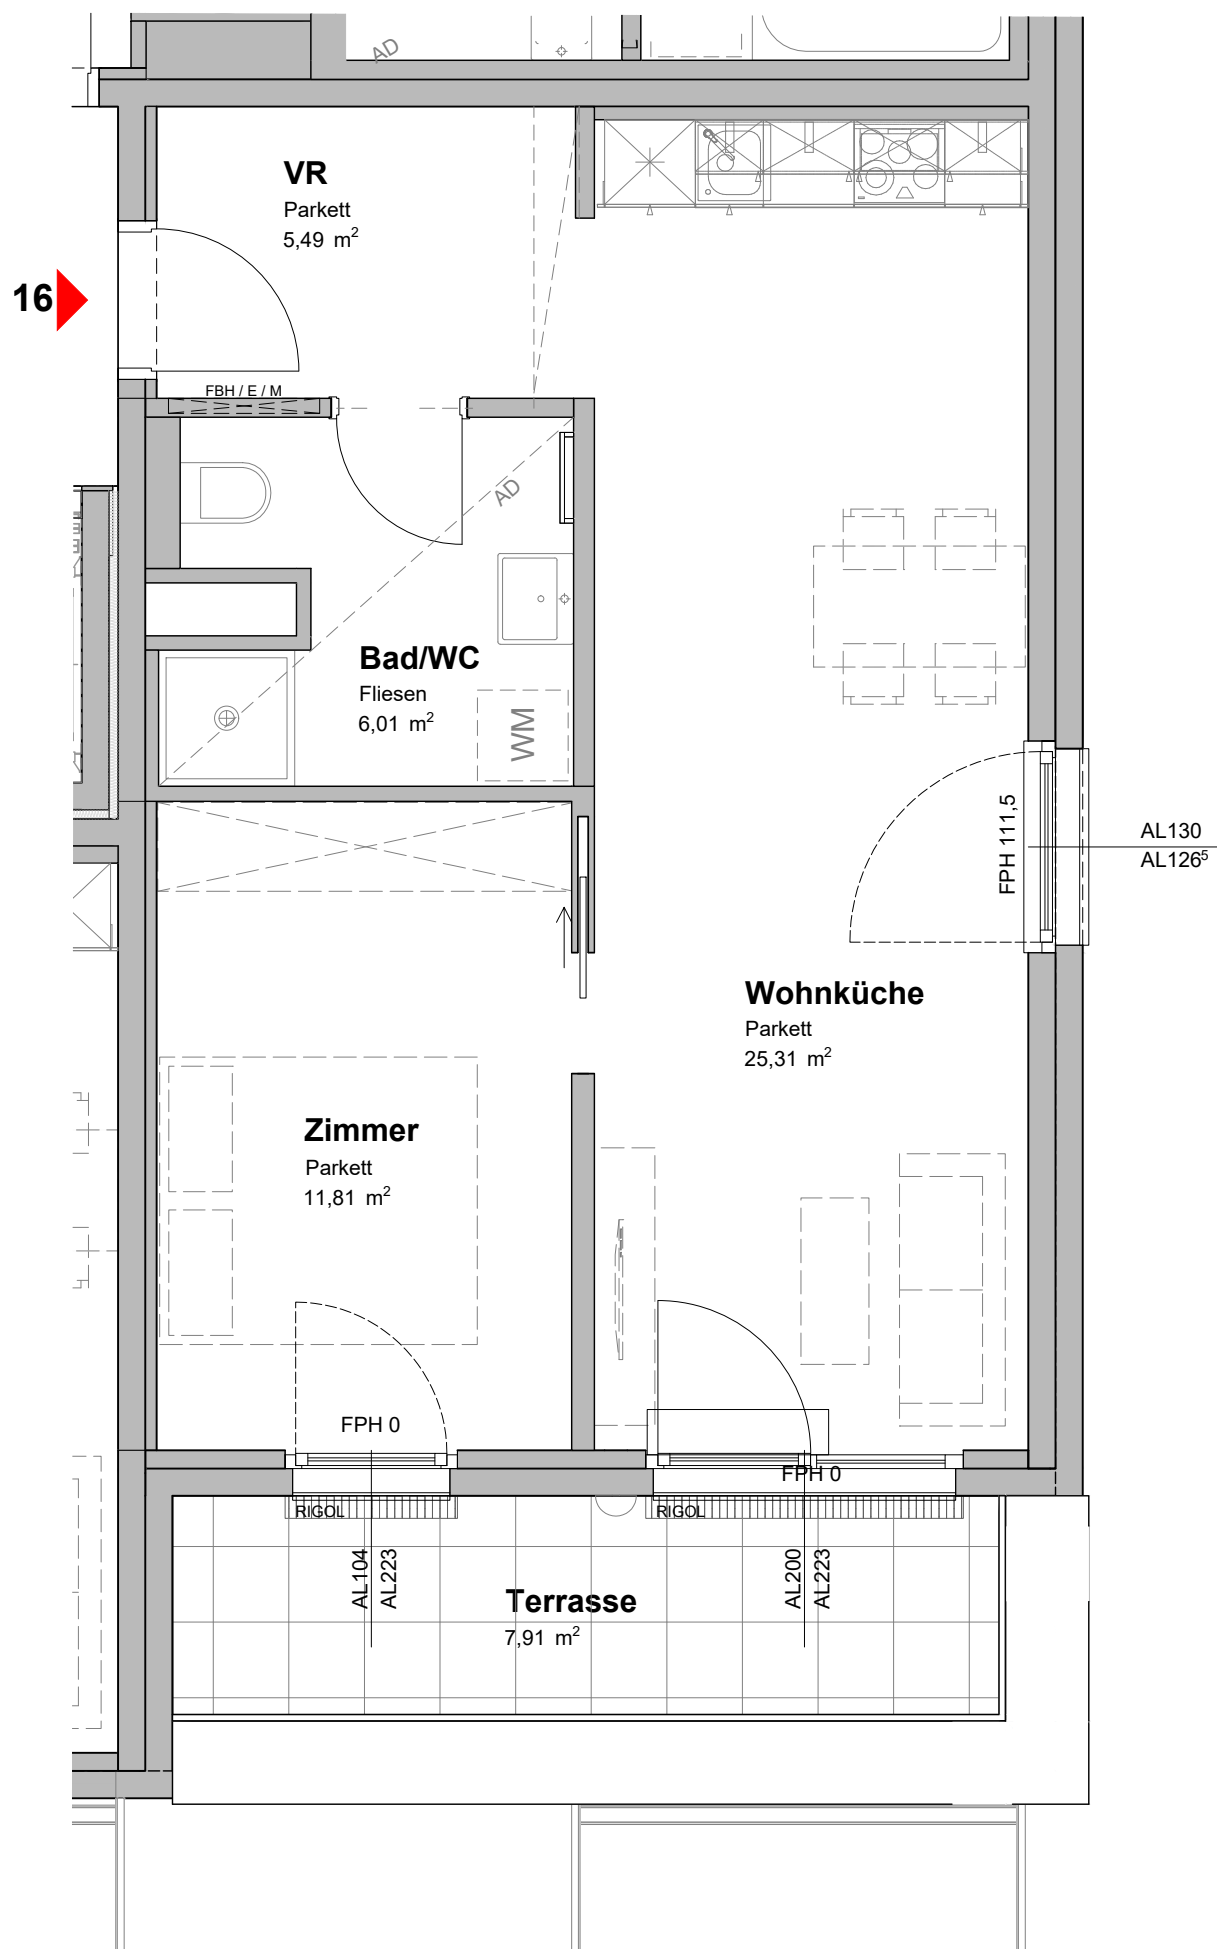 AD
VR
Parkett
5,49 m²
16
FBH / E / M
AD
Bad/WC
Fliesen
6,01 m²
WM
FPH 111,5
AL130
AL126⁵
Wohnküche
Parkett
25,31 m²
Zimmer
Parkett
11,81 m²
FPH 0
FPH 0
RIGOL
RIGOL
AL104
AL223
AL200
AL223
Terrasse
7,91 m²